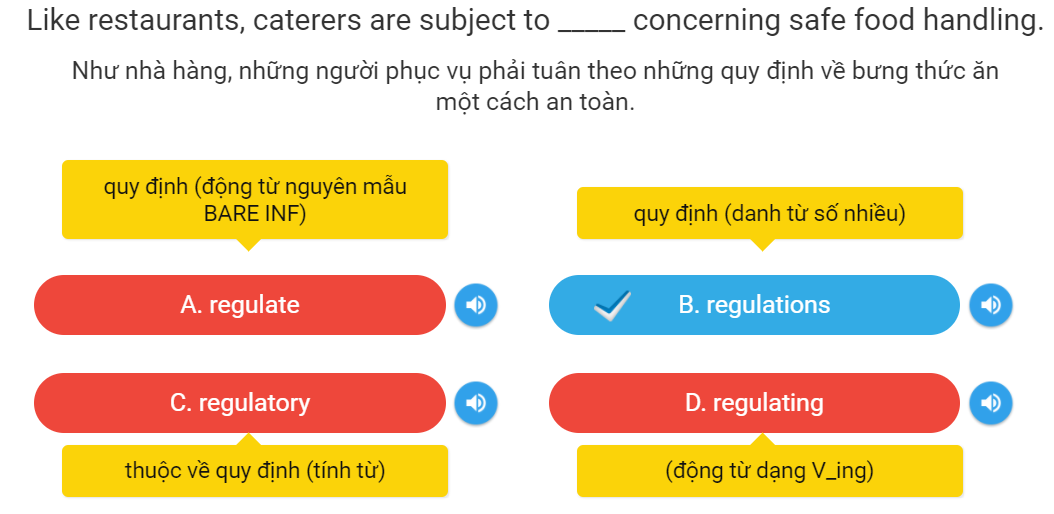 Like restaurants, caterers are subject to _____ concerning safe food handling.
Như nhà hàng, những người phục vụ phải tuân theo những quy định về bưng thức ăn
một cách an toàn.
quy định (động từ nguyên mẫu
BARE INF)
quy định (danh từ số nhiều)
A. regulate
B. regulations
C. regulatory
D. regulating
thuộc về quy định (tính từ)
(động từ dạng V_ing)